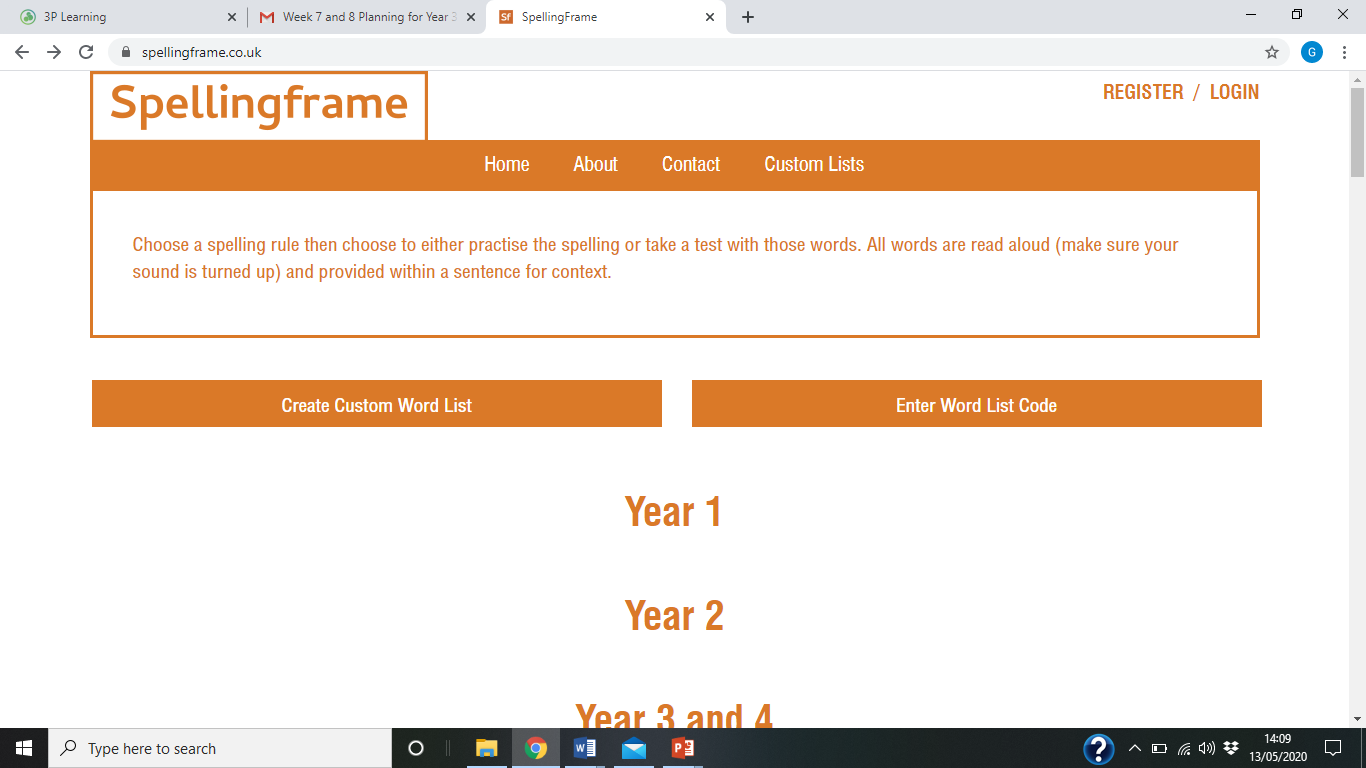 3P Learning
Week 7 and 8 Planning for Year 3
Sf SpellingFrame
spellingframe.co.uk
G
Spellingframe
REGISTER / LOGIN
Home About Contact Custom Lists
Choose a spelling rule then choose to either practise the spelling or take a test with those words. All words are read aloud (make sure your
sound is turned up) and provided within a sentence for context.
Create Custom Word List Enter Word List Code
Year 1
Year 2
Year 3 and 4
Type here to search
14:09
13/05/2020